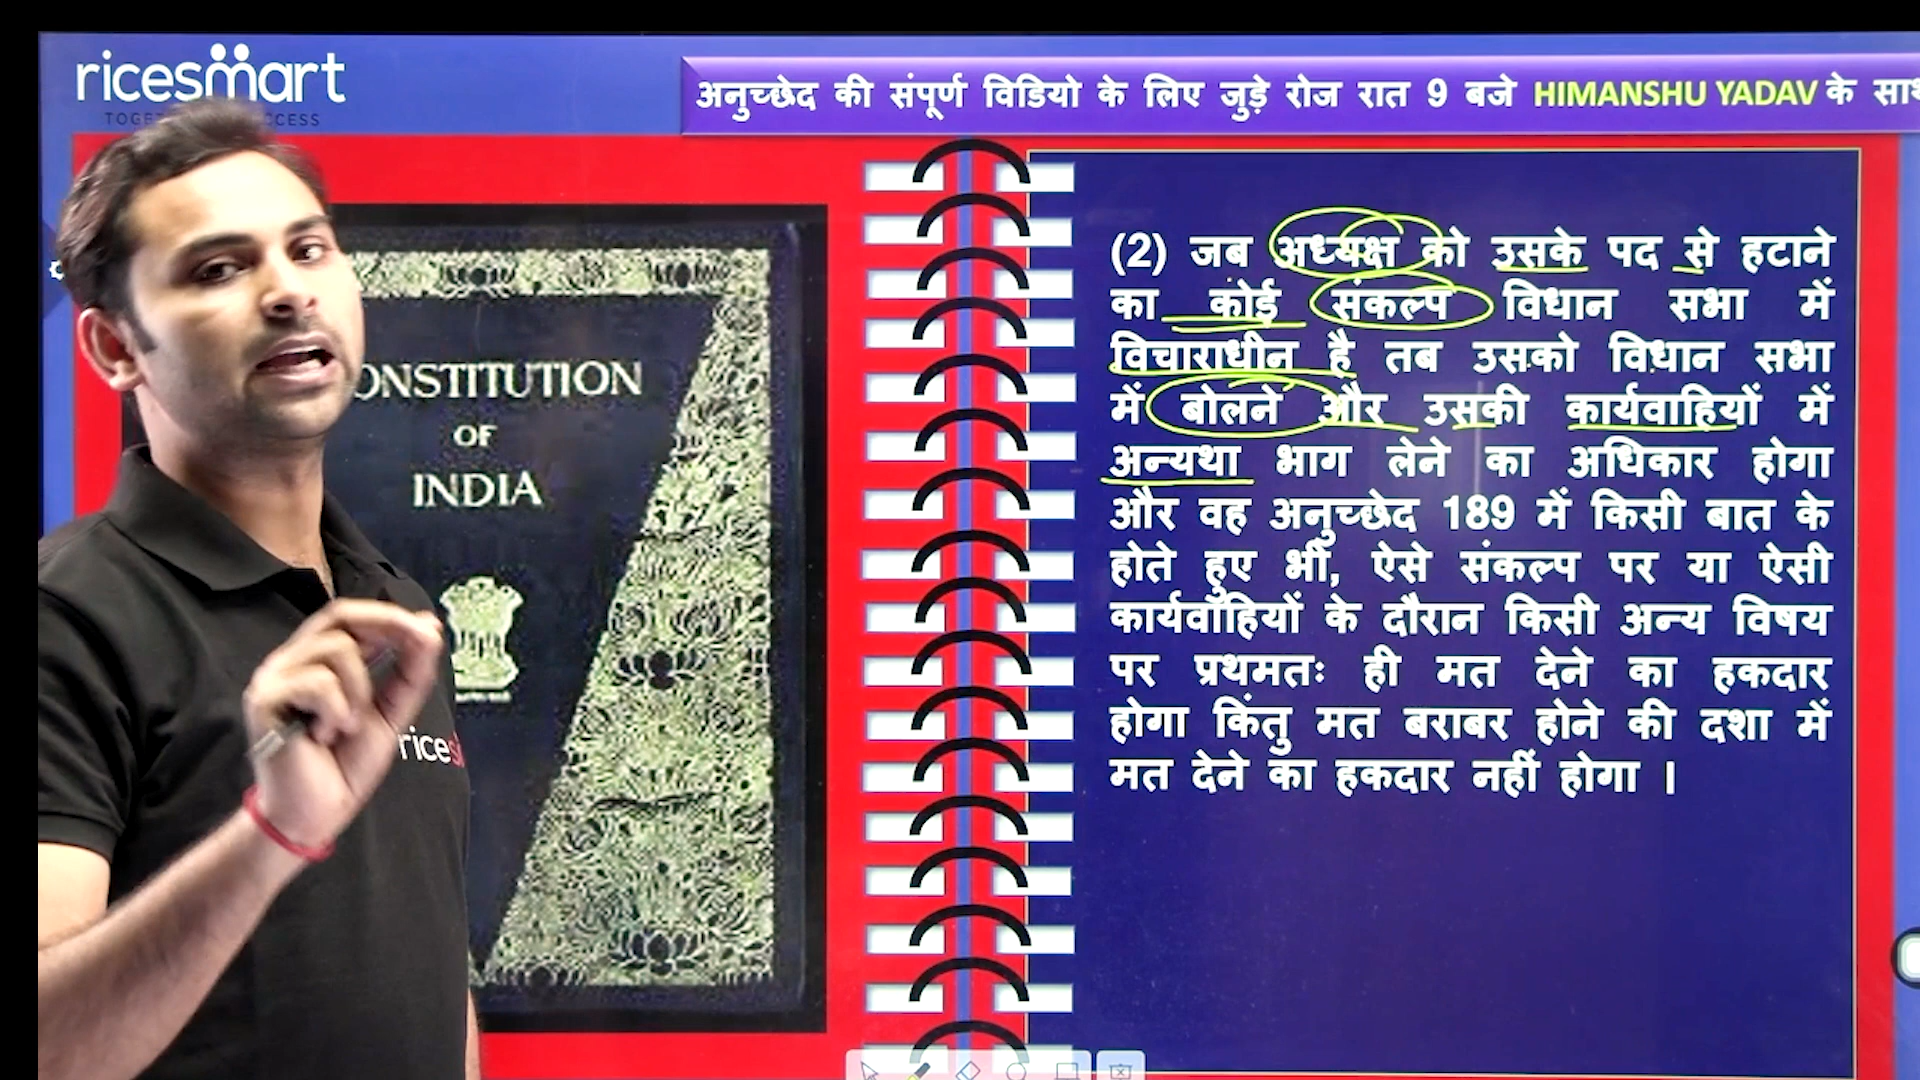 ricesmart
अनुच्छेद की संपूर्ण विडियो के लिए जुड़े रोज रात 9 बजे HIMANSHU YADAV के
CONSTITUTION
OF
INDIA
rices
(2) जब अध्यक्ष को उसके पद से हटाने
का कोई संकल्प विधान सभा में
विचाराधीन है तब उसको विधान सभा
में बोलने और उसकी कार्यवाहियों में
अन्यथा भाग लेने का अधिकार होगा
और वह अनुच्छेद 189 में किसी बात के
होते हुए भी, ऐसे संकल्प पर या ऐसी
कार्यवाहियों के दौरान किसी अन्य विषय
पर प्रथमतः ही मत देने का हकदार
होगा किंतु मत बराबर होने की दशा में
मत देने का हकदार नहीं होगा ।